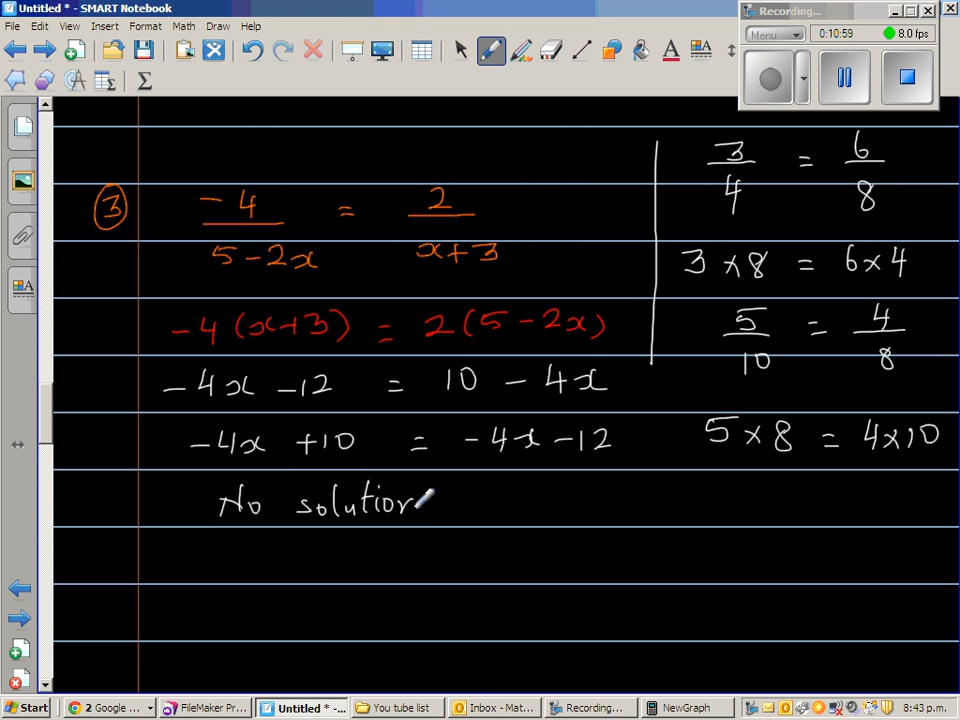 Untitled * - SMART Notebook
File Edit View Insert Format Math Draw Help
Recording...
Menu
0:10:59
8.0 fps
3 -4 / 5-2x = 2 / x+3
-4(x+3) = 2(5-2x)
-4x -12 = 10 - 4x
-4x +10 = -4x -12
No solution
3/4 = 6/8
3 x 8 = 6 x 4
5/10 = 4/8
5 x 8 = 4 x 10
Start
2 Google ...
FileMaker Pr...
Untitled * -...
You tube list
Inbox - Mat...
Recording...
NewGraph
8:43 p.m.